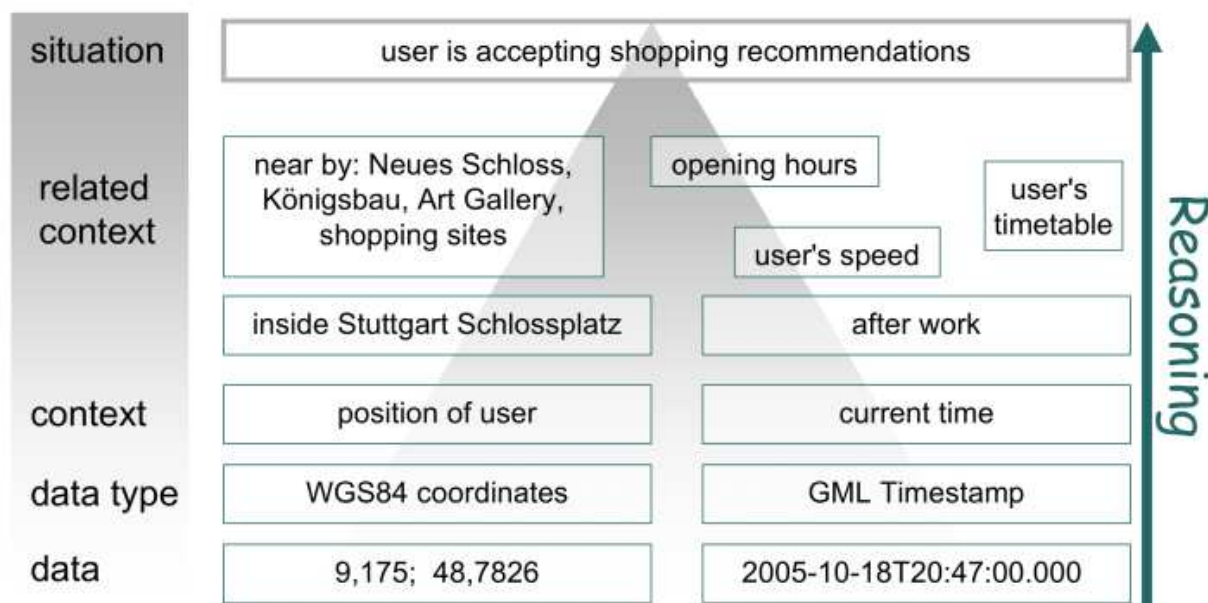 situation
user is accepting shopping recommendations
related
context
near by: Neues Schloss,
Königsbau, Art Gallery,
shopping sites
opening hours
user's
timetable
user's speed
inside Stuttgart Schlossplatz
after work
context
position of user
current time
data type
WGS84 coordinates
GML Timestamp
data
9,175; 48,7826
2005-10-18T20:47:00.000
Reasoning